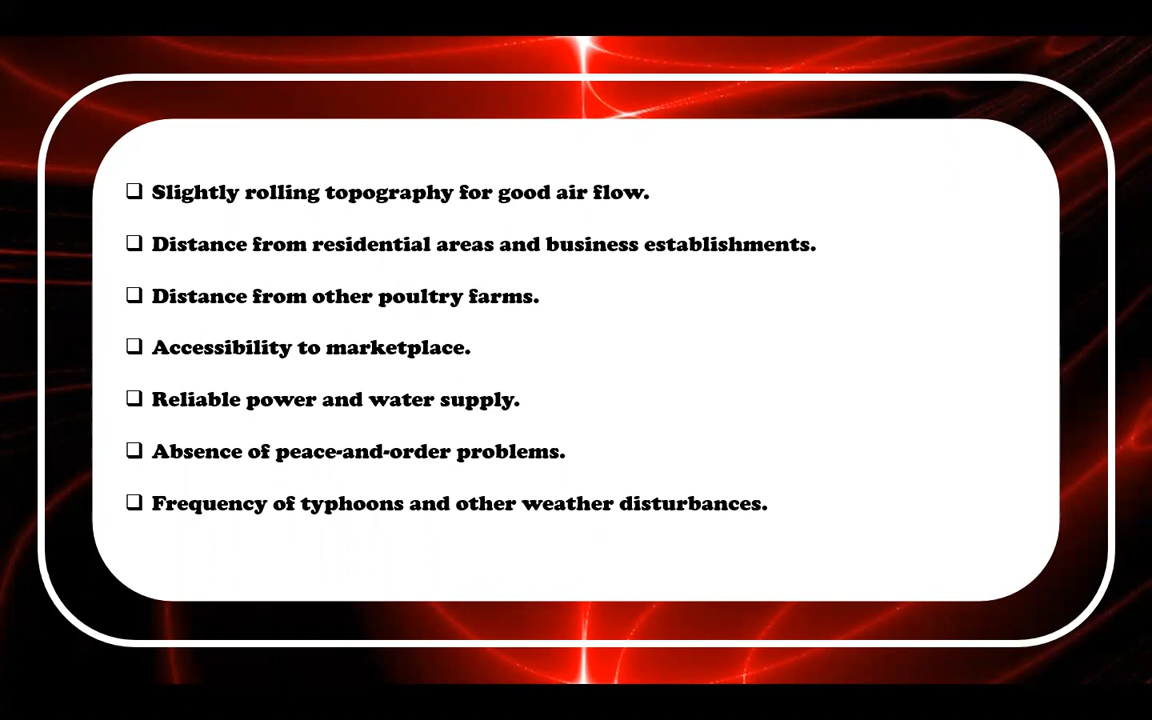 ❑ Slightly rolling topography for good air flow.
❑ Distance from residential areas and business establishments.
❑ Distance from other poultry farms.
❑ Accessibility to marketplace.
❑ Reliable power and water supply.
❑ Absence of peace-and-order problems.
❑ Frequency of typhoons and other weather disturbances.